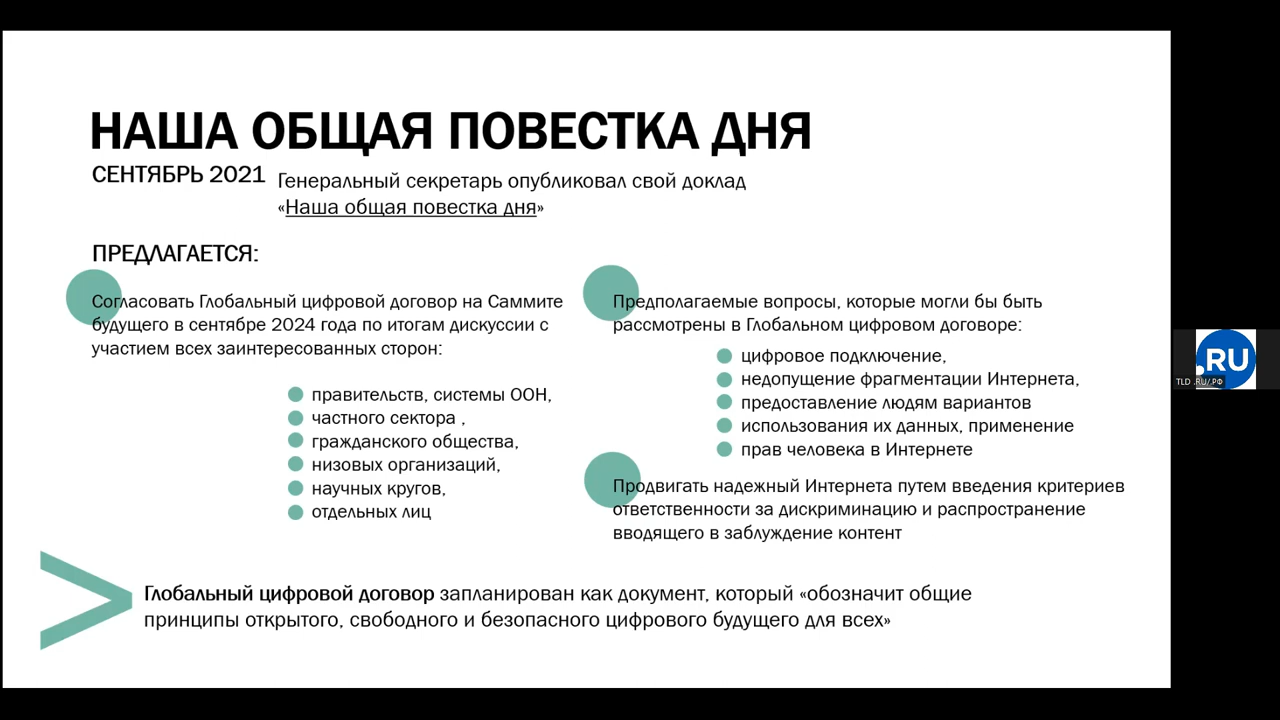 НАША ОБЩАЯ ПОВЕСТКА ДНЯ
СЕНТЯБРЬ 2021
Генеральный секретарь опубликовал свой доклад
«Наша общая повестка дня»
ПРЕДЛАГАЕТСЯ:
Согласовать Глобальный цифровой договор на Саммите
будущего в сентябре 2024 года по итогам дискуссии с
участием всех заинтересованных сторон:
правительств, системы ООН,
частного сектора ,
гражданского общества,
низовых организаций,
научных кругов,
отдельных лиц
Предполагаемые вопросы, которые могли бы быть
рассмотрены в Глобальном цифровом договоре:
цифровое подключение,
недопущение фрагментации Интернета,
предоставление людям вариантов
использования их данных, применение
прав человека в Интернете
Продвигать надежный Интернета путем введения критериев
ответственности за дискриминацию и распространение
вводящего в заблуждение контент
Глобальный цифровой договор запланирован как документ, который «обозначит общие
принципы открытого, свободного и безопасного цифрового будущего для всех»
.RU
TLD .RU/.РФ